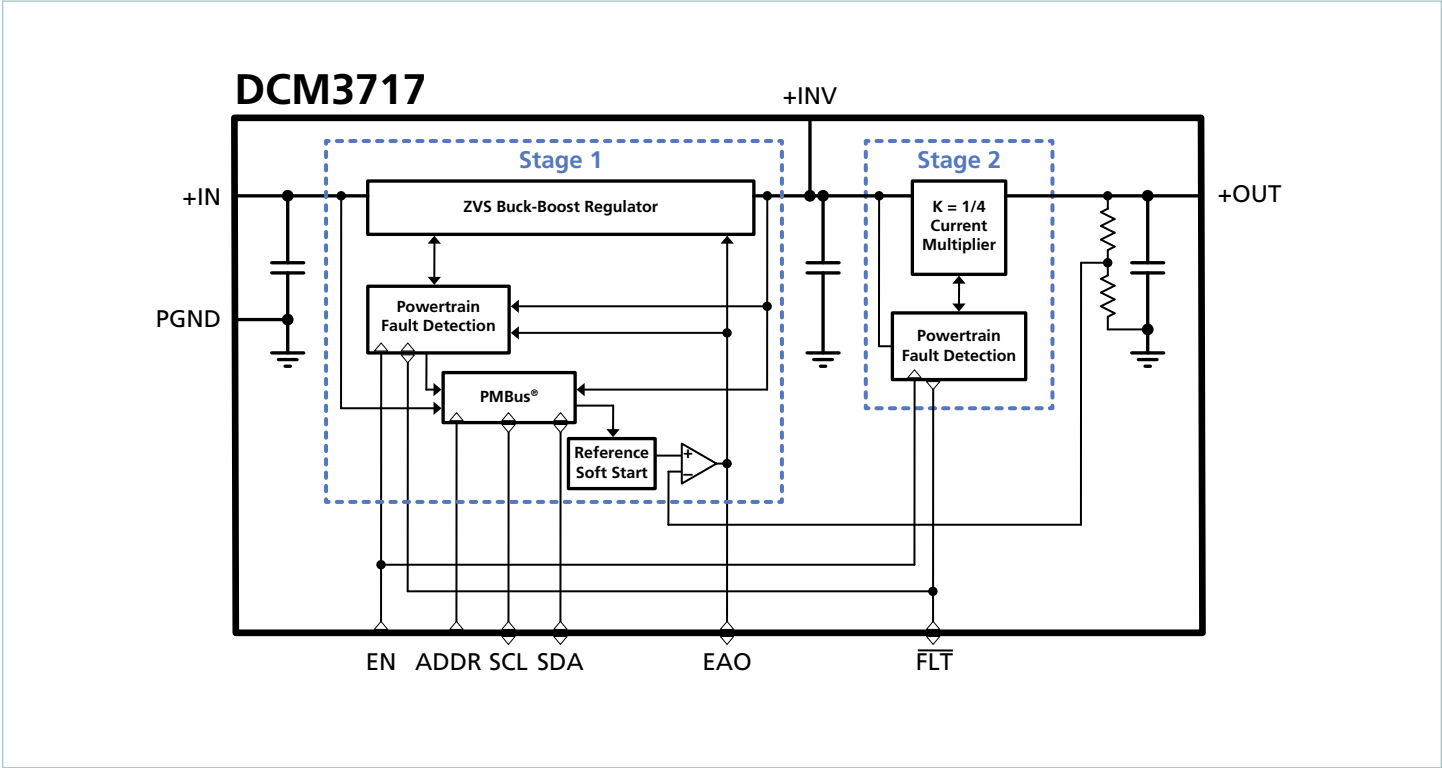 DCM3717
+INV
Stage 1
Stage 2
+IN
ZVS Buck-Boost Regulator
K = 1/4
Current
Multiplier
+OUT
Powertrain
Fault Detection
PGND
Powertrain
Fault Detection
PMBus®
Reference
Soft Start
+
–
EN
ADDR
SCL
SDA
EAO
FLT